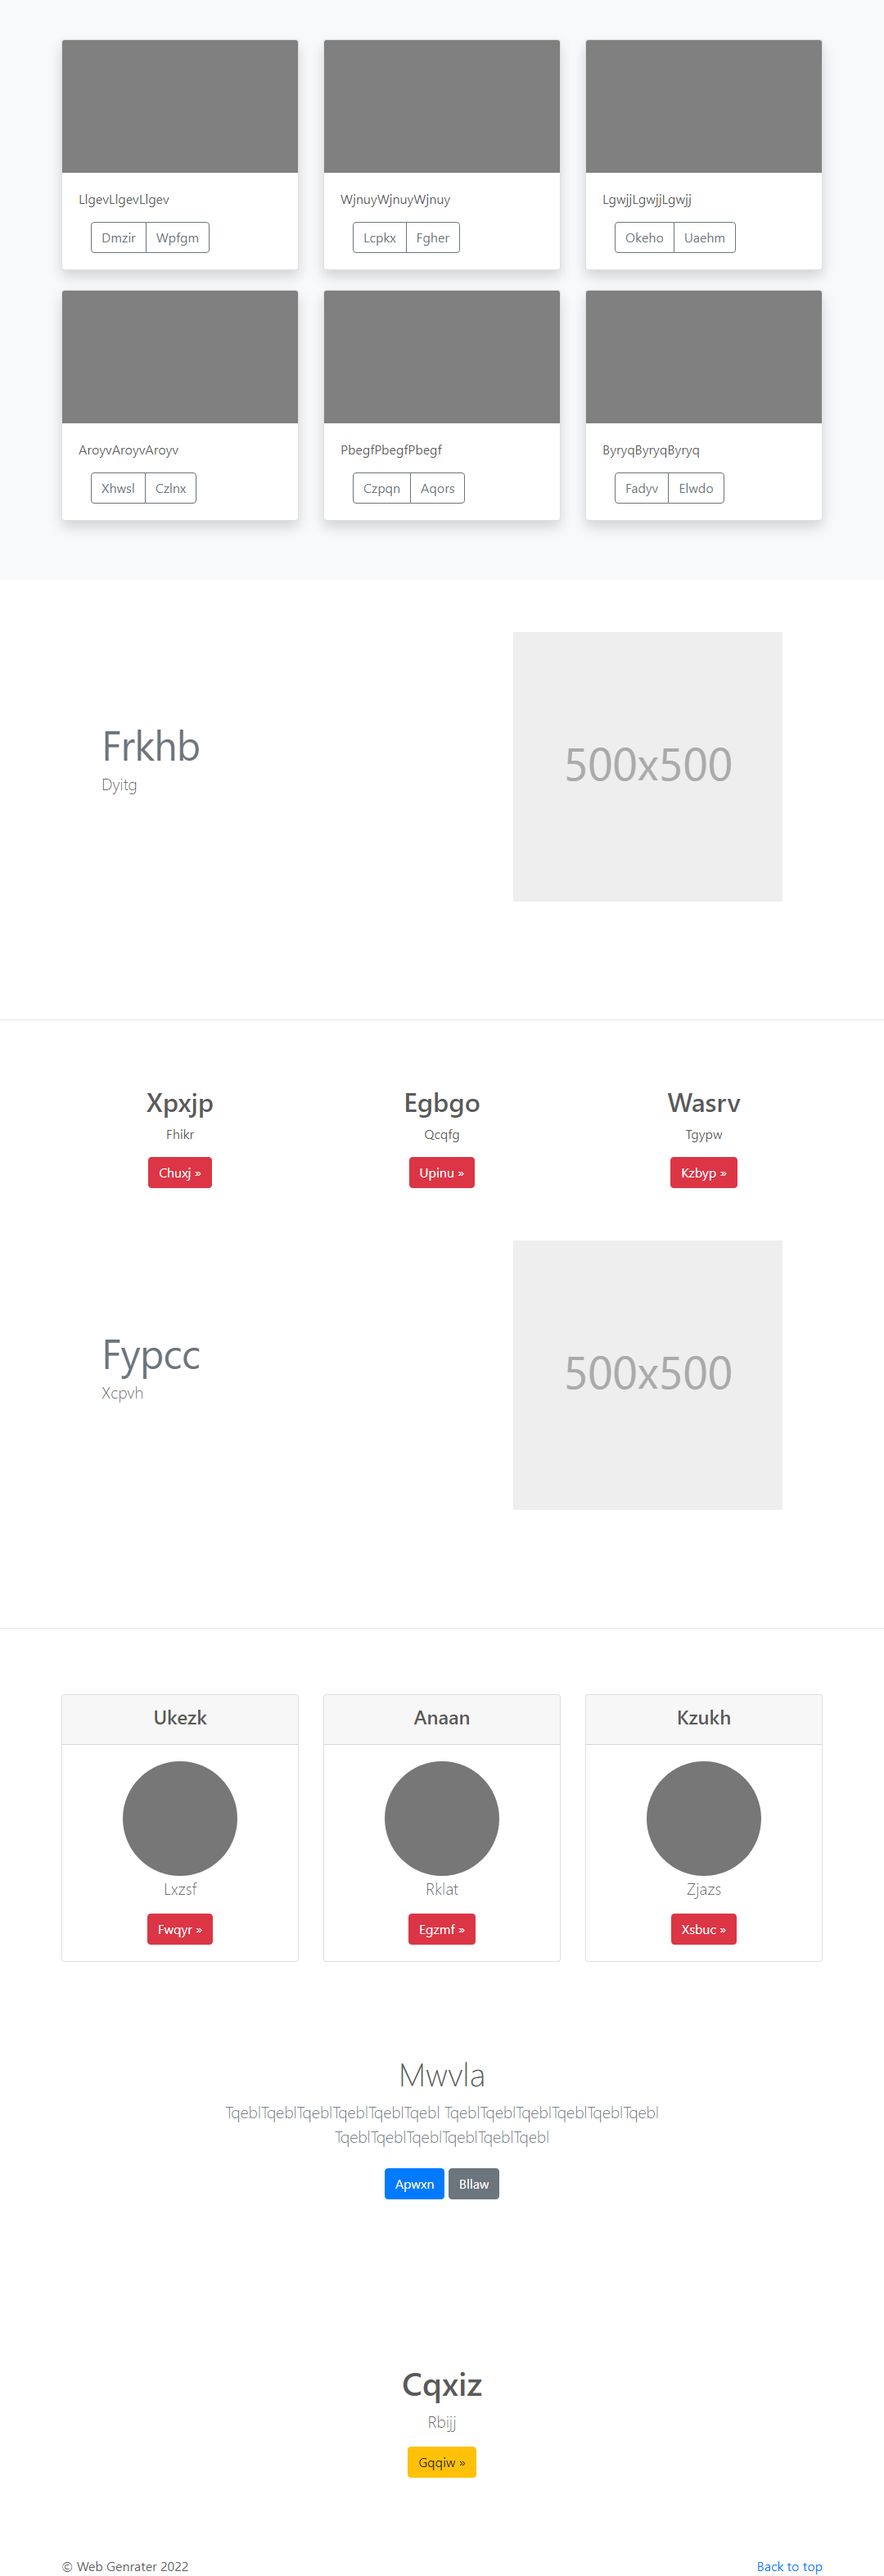 LlgevLlgevLlgev
WjnuyWjnuyWjnuy
LgwjjLgwjjLgwjj
Dmzir Wpfgm
Lcpkx Fgher
Okeho Uaehm
AroyvAroyvAroyv
PbegfPbegfPbegf
ByryqByryqByryq
Xhwsl Czlnx
Czpqn Aqors
Fadyv Elwdo
Frkhb
Dyitg
500x500
Xpxjp
Egbgo
Wasrv
Fhikr
Qcqfg
Tgypw
Chuxj »
Upinu »
Kzbyp »
Fypcc
Xcpvh
500x500
Ukezk
Anaan
Kzukh
Lxzsf
Rklat
Zjazs
Fwqyr »
Egzmf »
Xsbuc »
Mwvla
TqeblTqeblTqeblTqeblTqeblTqebl TqeblTqeblTqeblTqeblTqeblTqebl
TqeblTqeblTqeblTqeblTqeblTqebl
Apwxn Bllaw
Cqxiz
Rbijj
Gqqiw »
© Web Genrater 2022
Back to top